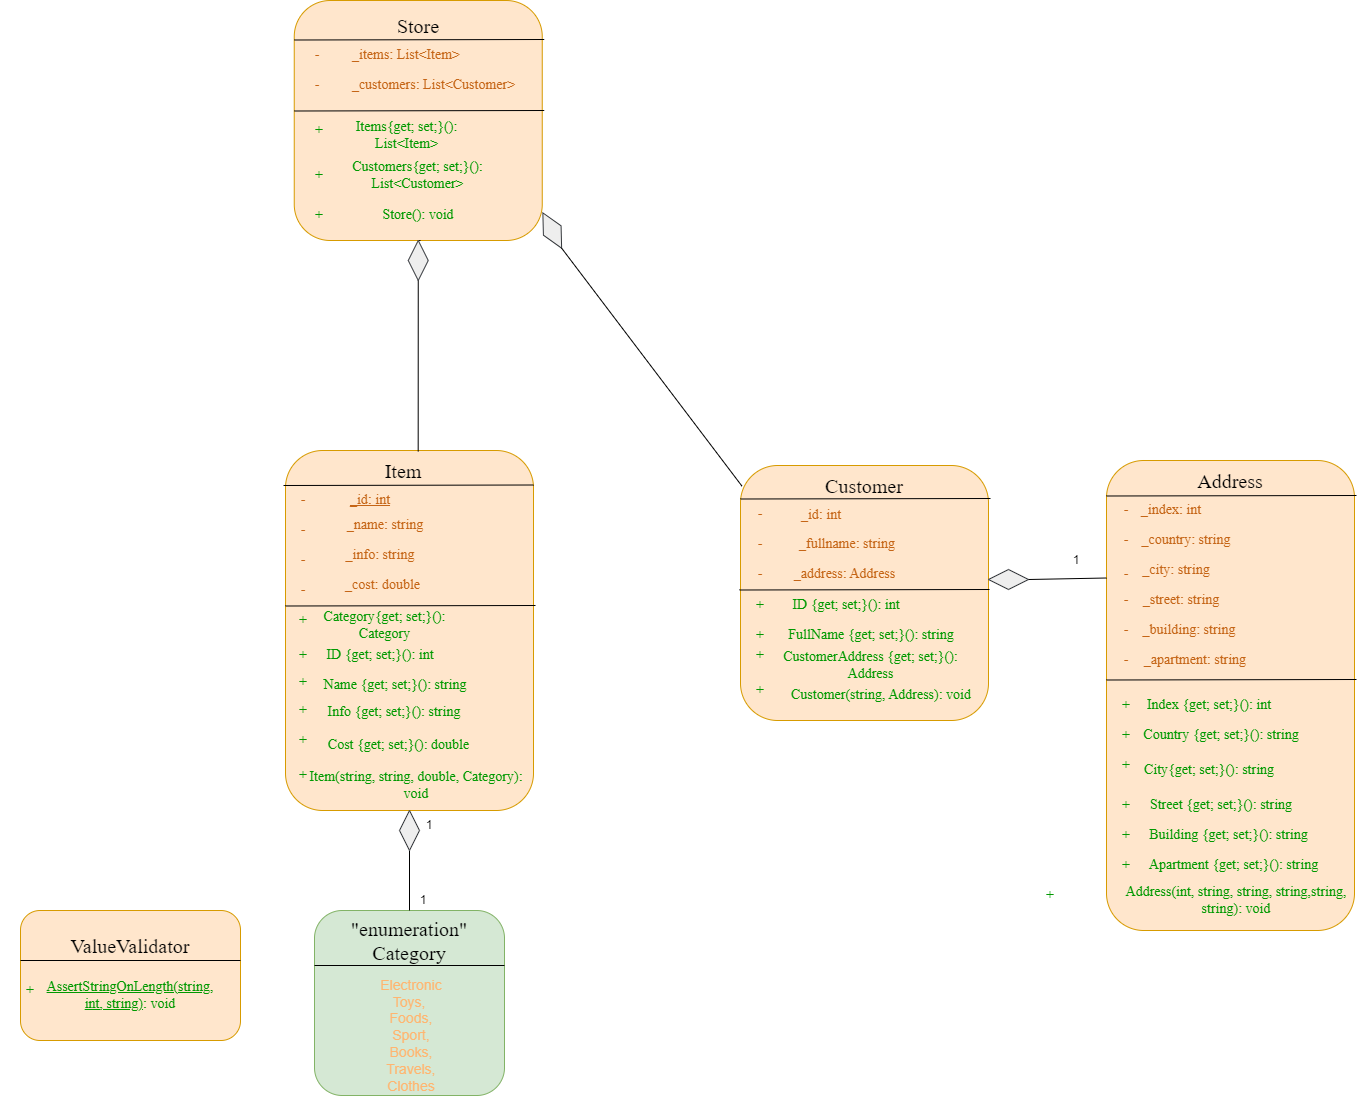 Store
- _items: List<Item>
- _customers: List<Customer>
+ Items{get; set;}():
List<Item>
+ Customers{get; set;}():
List<Customer>
+ Store(): void
Item
- _id: int
- _name: string
- _info: string
- _cost: double
+ Category{get; set;}():
Category
+ ID {get; set;}(): int
+ Name {get; set;}(): string
+ Info {get; set;}(): string
+ Cost {get; set;}(): double
+ Item(string, string, double, Category):
void
1
1
Customer
- _id: int
- _fullname: string
- _address: Address
+ ID {get; set;}(): int
+ FullName {get; set;}(): string
+ CustomerAddress {get; set;}():
Address
+ Customer(string, Address): void
1
Address
- _index: int
- _country: string
- _city: string
- _street: string
- _building: string
- _apartment: string
+ Index {get; set;}(): int
+ Country {get; set;}(): string
+ City{get; set;}(): string
+ Street {get; set;}(): string
+ Building {get; set;}(): string
+ Apartment {get; set;}(): string
+ Address(int, string, string, string,string,
string): void
ValueValidator
+ AssertStringOnLength(string,
int, string): void
"enumeration"
Category
Electronic
Toys,
Foods,
Sport,
Books,
Travels,
Clothes